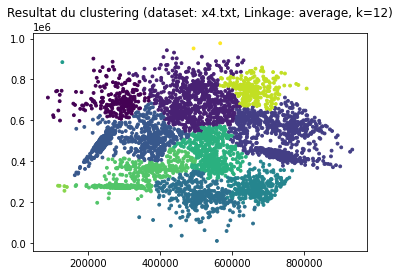 Resultat du clustering (dataset: x4.txt, Linkage: average, k=12)
1e6
1.0
0.8
0.6
0.4
0.2
0.0
200000 400000 600000 800000